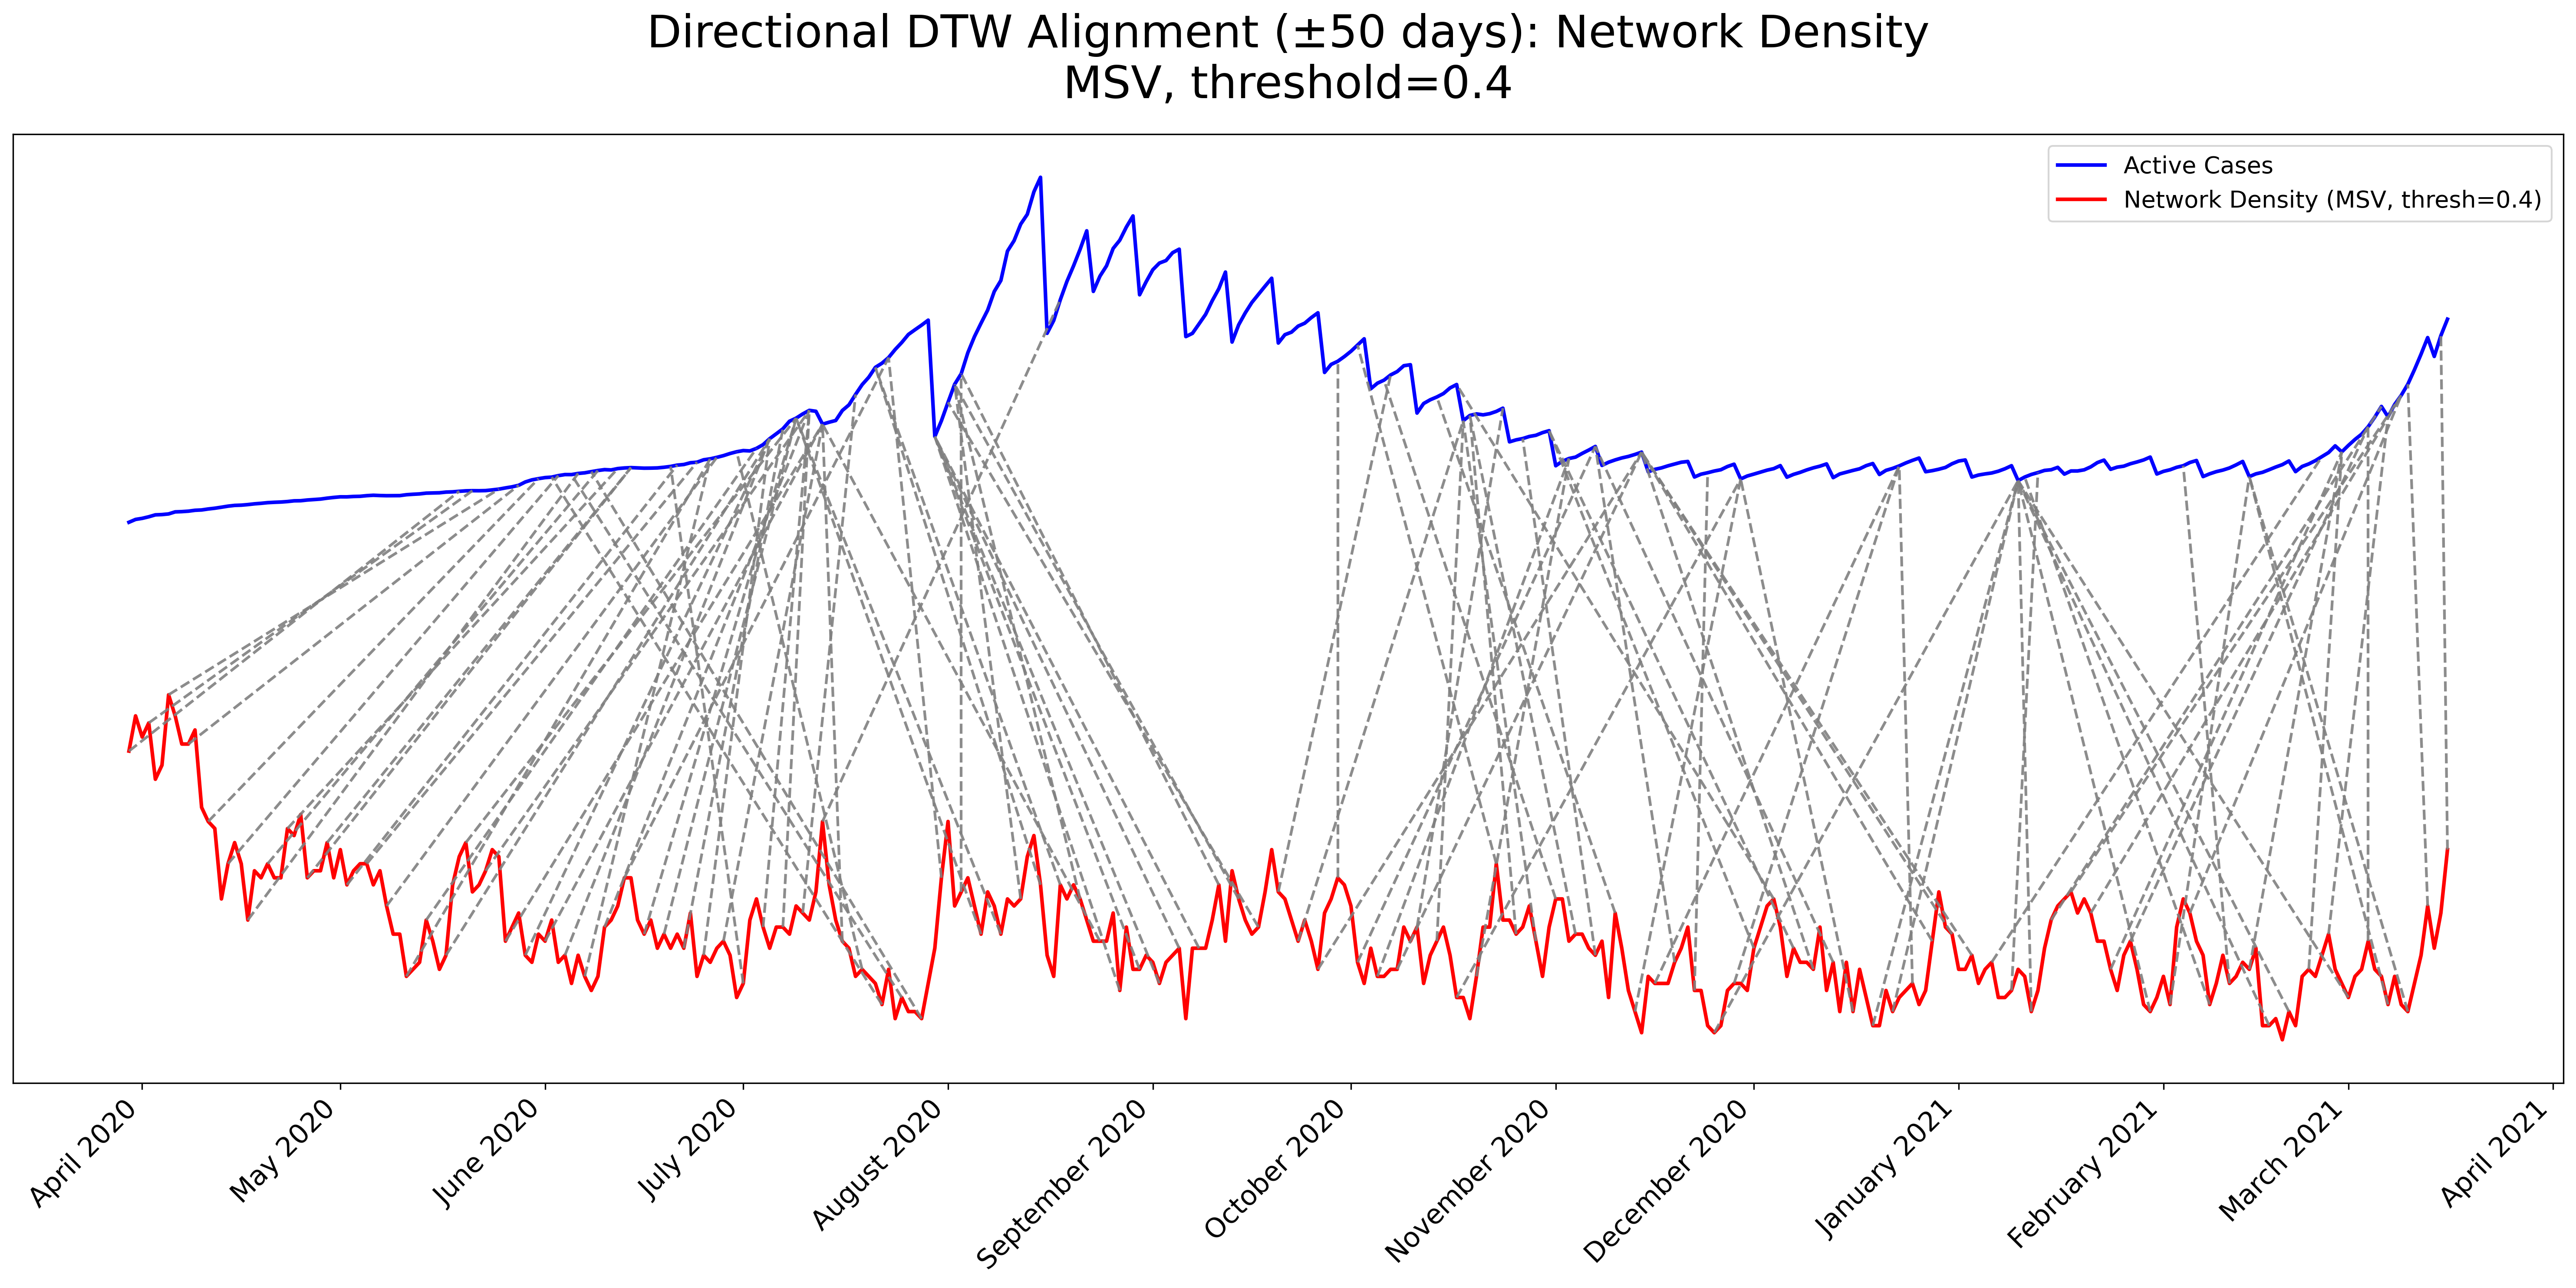 Directional DTW Alignment (±50 days): Network Density
MSV, threshold=0.4
Active Cases
Network Density (MSV, thresh=0.4)
April 2020
May 2020
June 2020
July 2020
August 2020
September 2020
October 2020
November 2020
December 2020
January 2021
February 2021
March 2021
April 2021